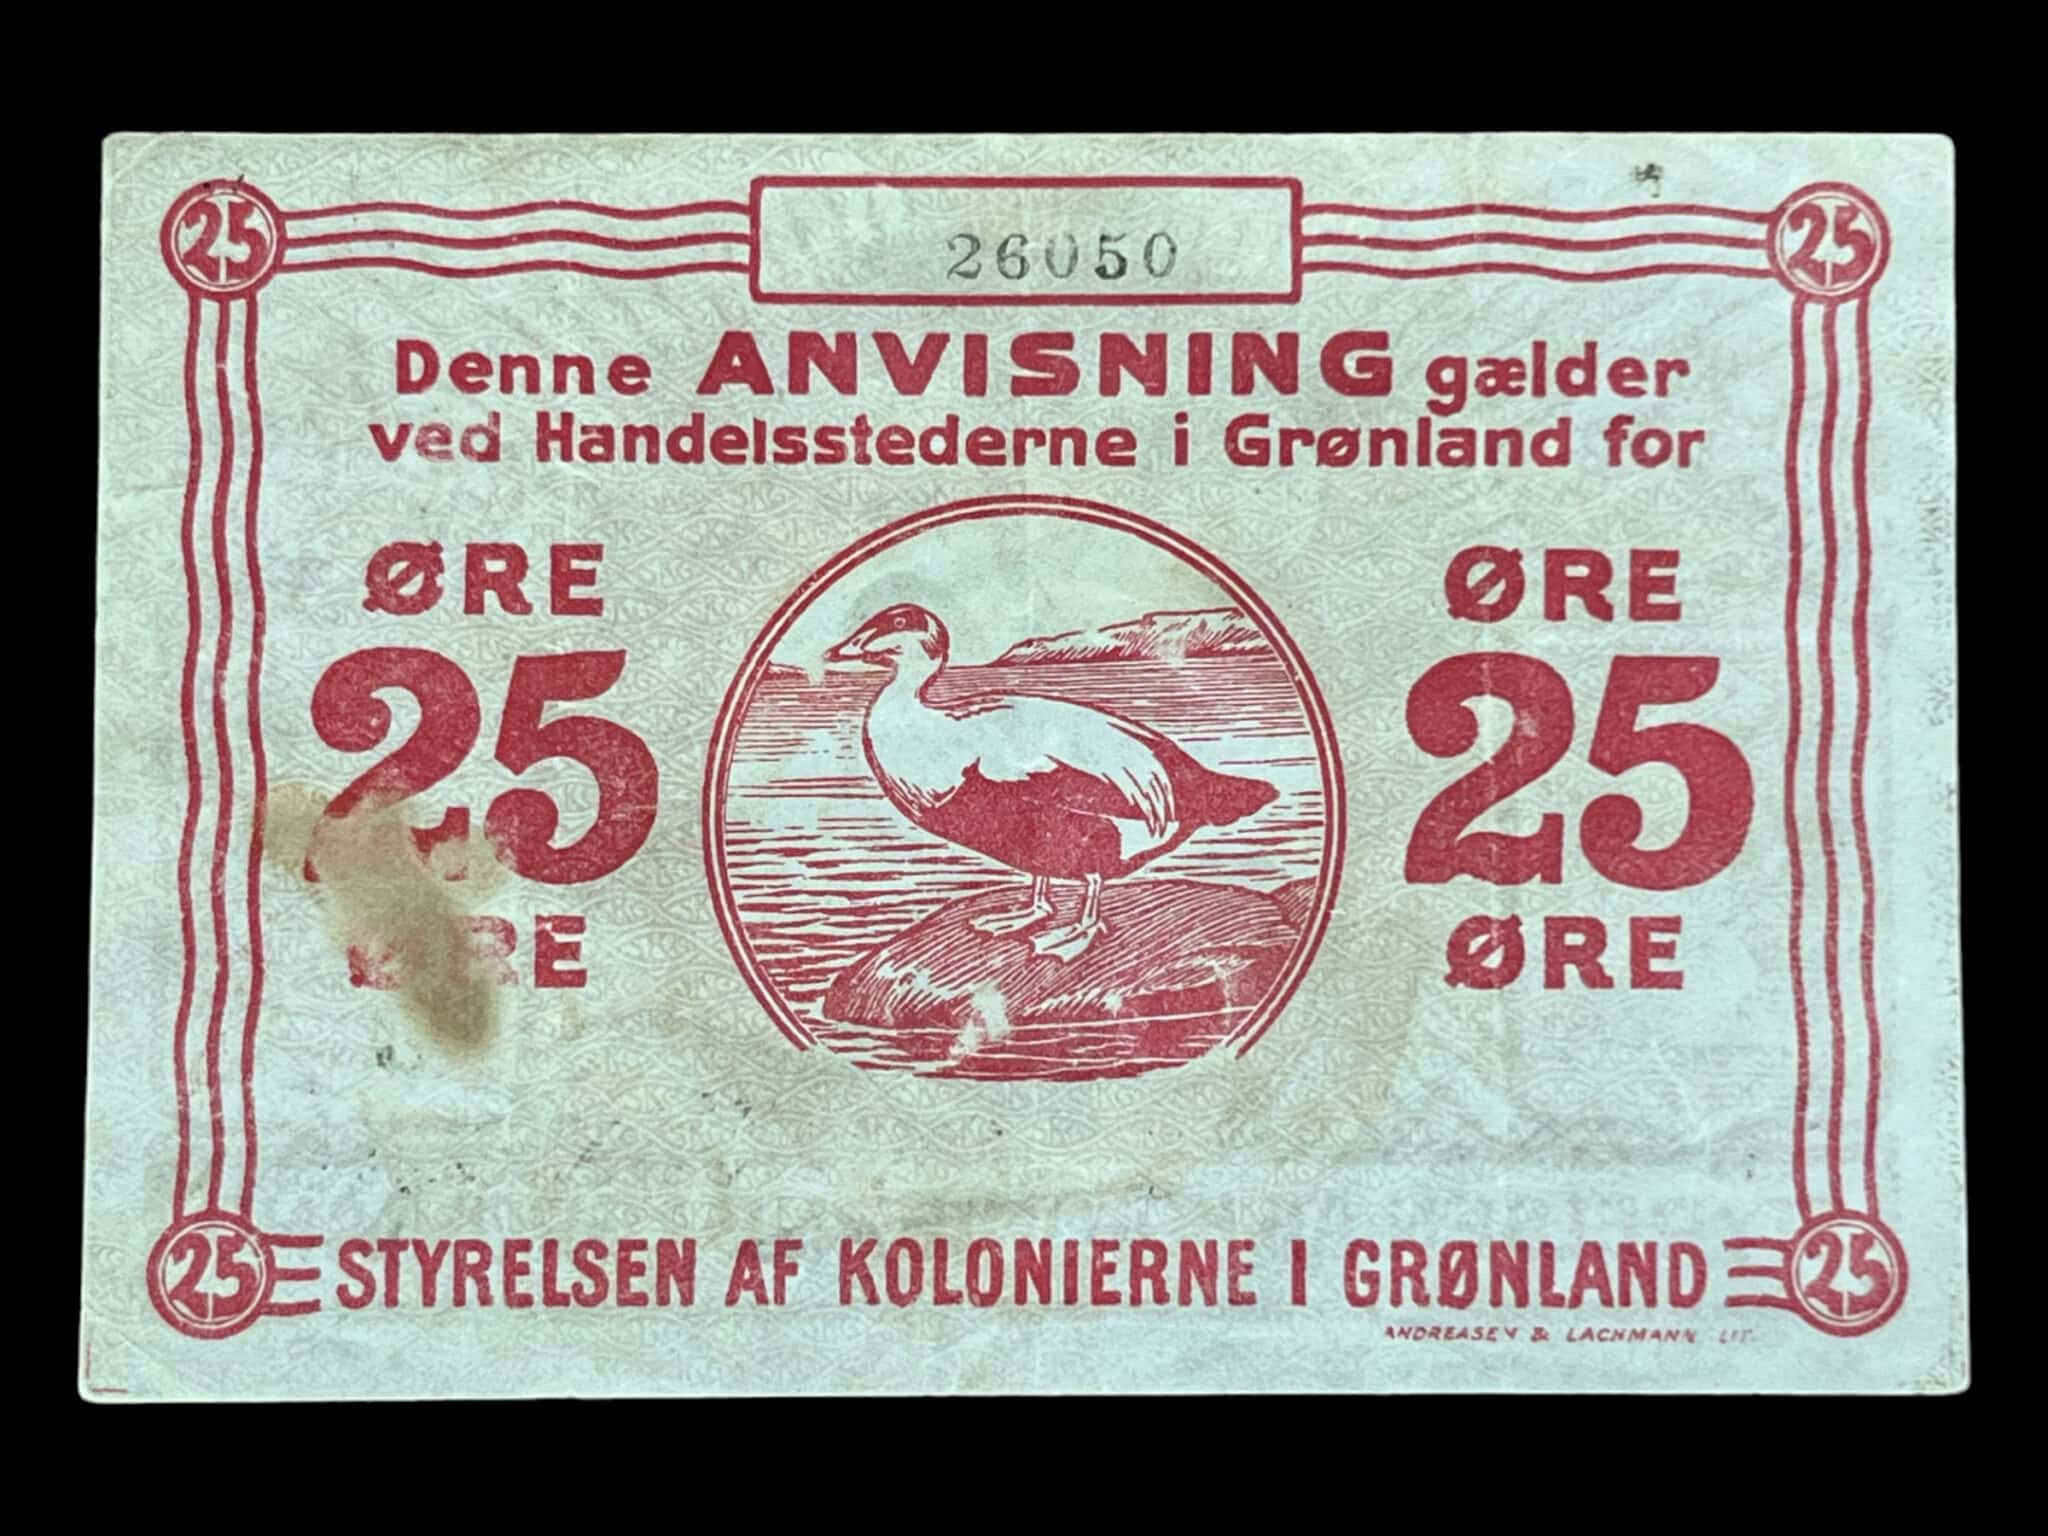 25 26050 25
Denne ANVISNING gælder
ved Handelsstederne i Grønland for
ØRE ØRE
25 25
ØRE ØRE
25 STYRELSEN AF KOLONIERNE I GRØNLAND 25
ANDREASEN & LACHMANN LIT.